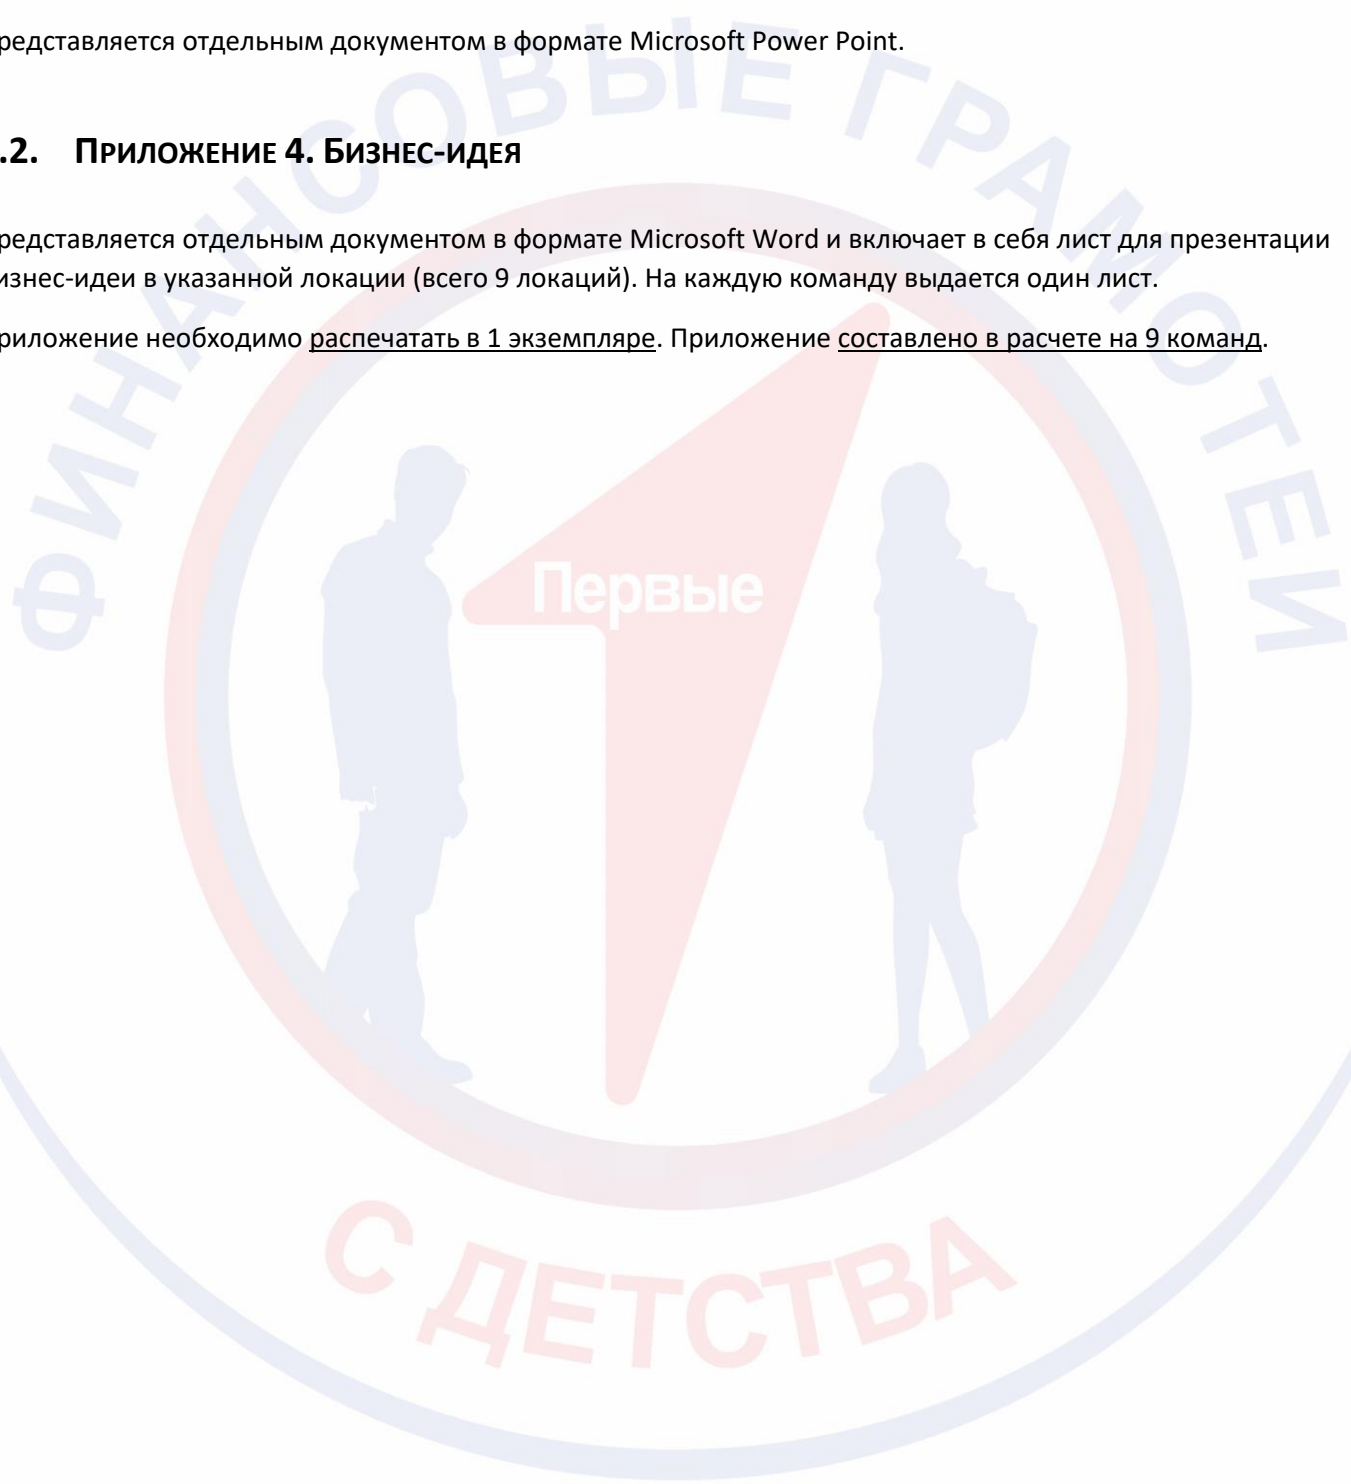 редставляется отдельным документом в формате Microsoft Power Point.
.2. ПРИЛОЖЕНИЕ 4. БИЗНЕС-ИДЕЯ
редставляется отдельным документом в формате Microsoft Word и включает в себя лист для презентации
изнес-идеи в указанной локации (всего 9 локаций). На каждую команду выдается один лист.
риложение необходимо распечатать в 1 экземпляре. Приложение составлено в расчете на 9 команд.
ФИНАНСОВЫЕ ГРАМОТЕИ
Первые
С ДЕТСТВА